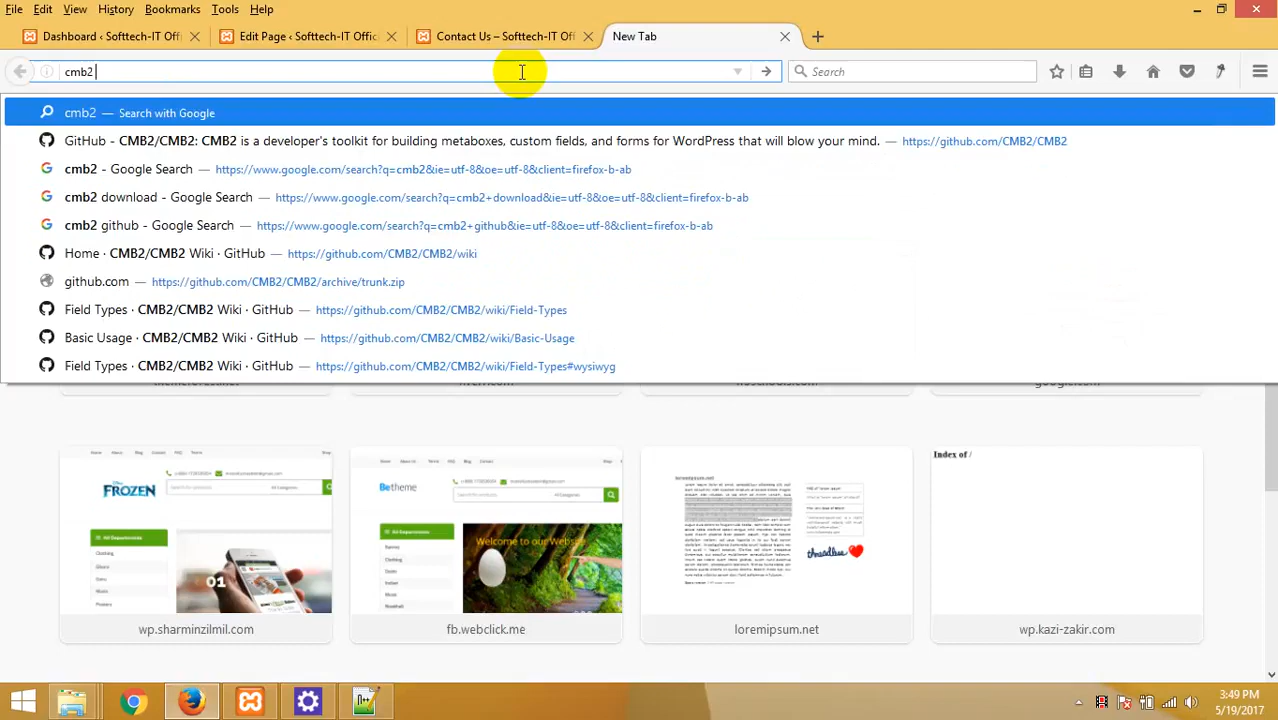 File Edit View History Bookmarks Tools Help
Dashboard ‹ Softtech-IT Offi
Edit Page ‹ Softtech-IT Offic
Contact Us – Softtech-IT Off
New Tab
cmb2
Search
cmb2 — Search with Google
GitHub - CMB2/CMB2: CMB2 is a developer's toolkit for building metaboxes, custom fields, and forms for WordPress that will blow your mind. — https://github.com/CMB2/CMB2
cmb2 - Google Search — https://www.google.com/search?q=cmb2&ie=utf-8&oe=utf-8&client=firefox-b-ab
cmb2 download - Google Search — https://www.google.com/search?q=cmb2+download&ie=utf-8&oe=utf-8&client=firefox-b-ab
cmb2 github - Google Search — https://www.google.com/search?q=cmb2+github&ie=utf-8&oe=utf-8&client=firefox-b-ab
Home · CMB2/CMB2 Wiki · GitHub — https://github.com/CMB2/CMB2/wiki
github.com — https://github.com/CMB2/CMB2/archive/trunk.zip
Field Types · CMB2/CMB2 Wiki · GitHub — https://github.com/CMB2/CMB2/wiki/Field-Types
Basic Usage · CMB2/CMB2 Wiki · GitHub — https://github.com/CMB2/CMB2/wiki/Basic-Usage
Field Types · CMB2/CMB2 Wiki · GitHub — https://github.com/CMB2/CMB2/wiki/Field-Types#wysiwyg
FROZEN
All Departments
01
Betheme
All Departments
Welcome to our Website
loremipsum.net
threadless
Index of /
wp.sharminzilmil.com
fb.webclick.me
loremipsum.net
wp.kazi-zakir.com
3:49 PM
5/19/2017